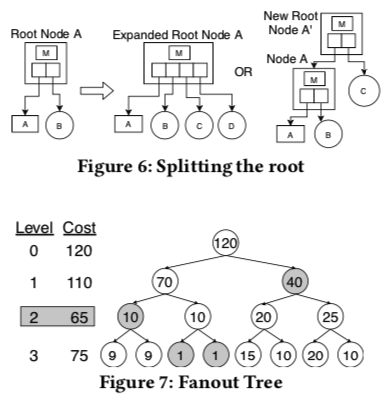 Root Node A
M
A
B
Expanded Root Node A
M
A
B
C
D
OR
New Root
Node A'
M
Node A
M
C
A
B
Figure 6: Splitting the root
Level Cost
0 120
1 110
2 65
3 75
120
70 40
10 10 20 25
9 9 1 1 15 10 20 10
Figure 7: Fanout Tree